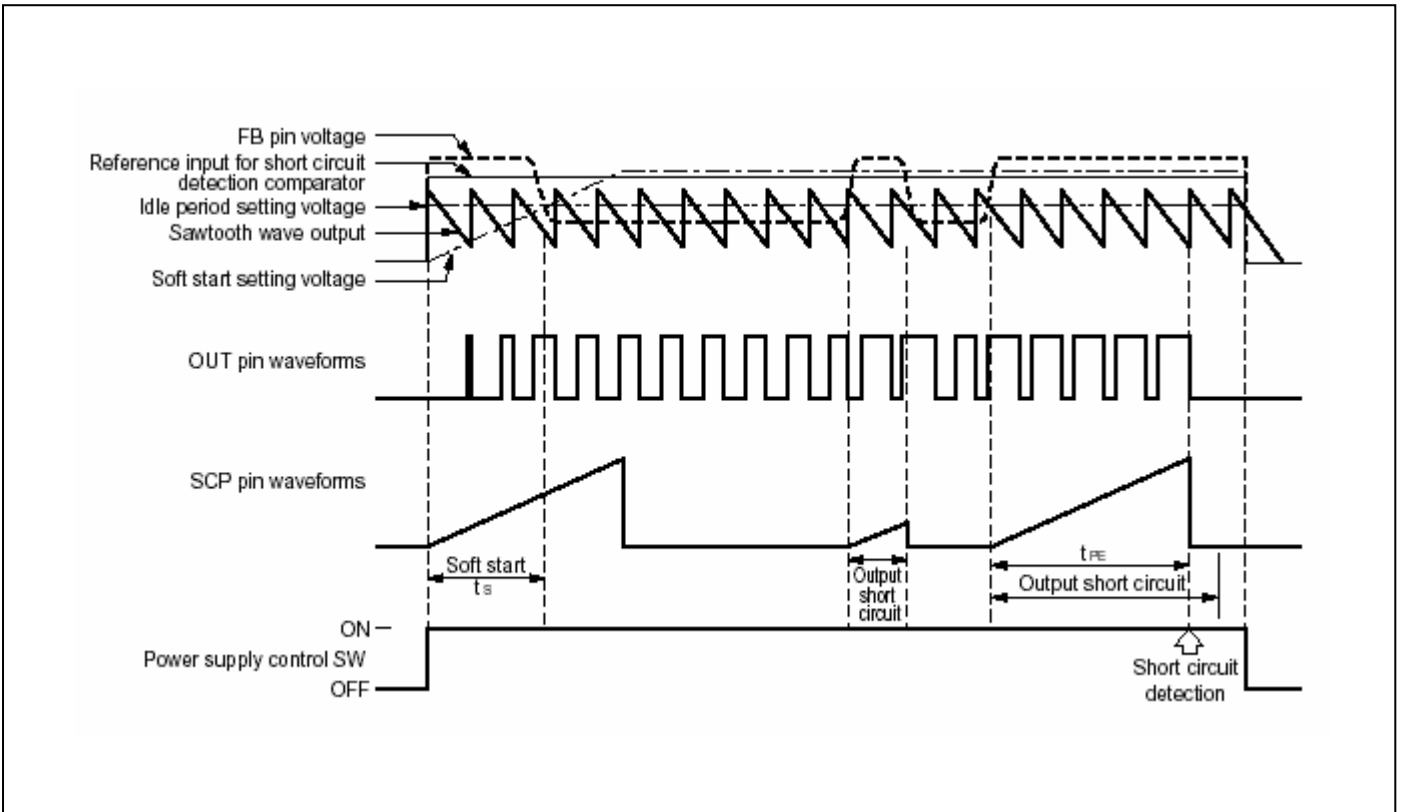 FB pin voltage
Reference input for short circuit
detection comparator
Idle period setting voltage
Sawtooth wave output
Soft start setting voltage
OUT pin waveforms
SCP pin waveforms
Soft start
ts
Output
short
circuit
tPE
Output short circuit
ON
Power supply control SW
OFF
Short circuit
detection